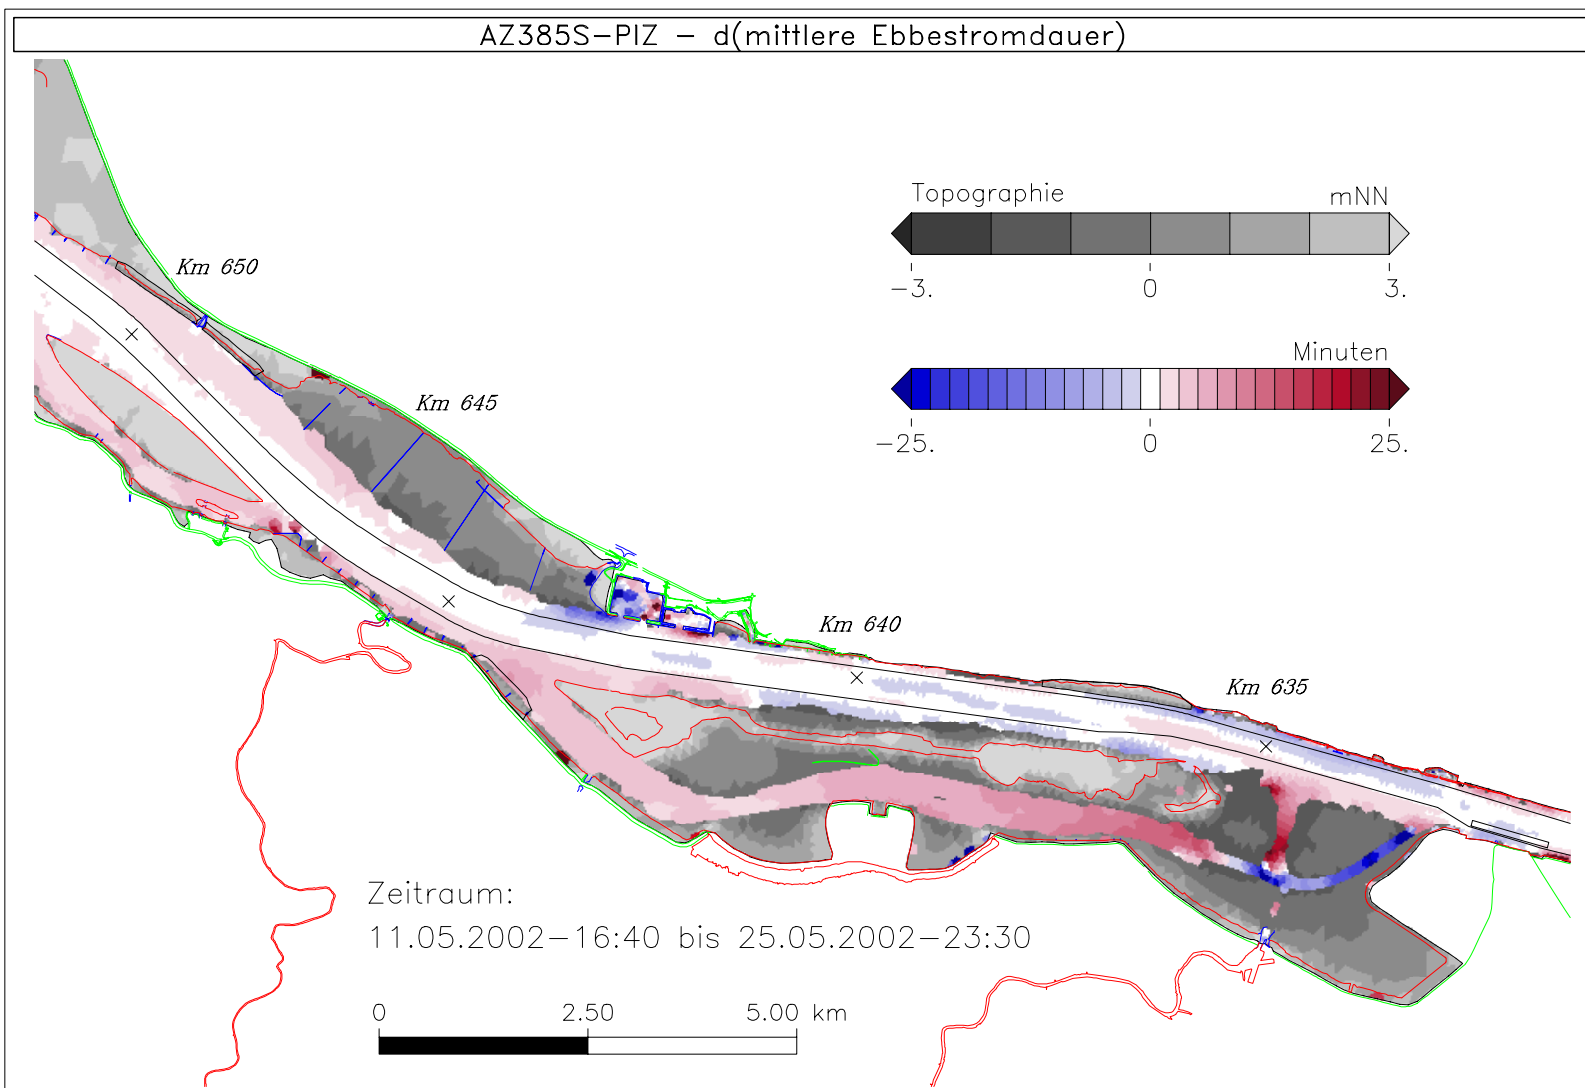 AZ385S-PIZ - d(mittlere Ebbestromdauer)
Topographie mNN
-3. 0 3.
Km 650
Minuten
Km 645
-25. 0 25.
Km 640
Km 635
Zeitraum:
11.05.2002-16:40 bis 25.05.2002-23:30
0 2.50 5.00 km